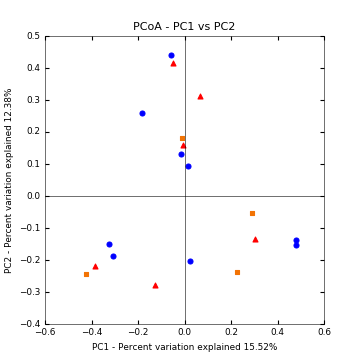 PCoA - PC1 vs PC2
PC2 - Percent variation explained 12.38%
0.5
0.4
0.3
0.2
0.1
0.0
−0.1
−0.2
−0.3
−0.4
−0.6 −0.4 −0.2 0.0 0.2 0.4 0.6
PC1 - Percent variation explained 15.52%